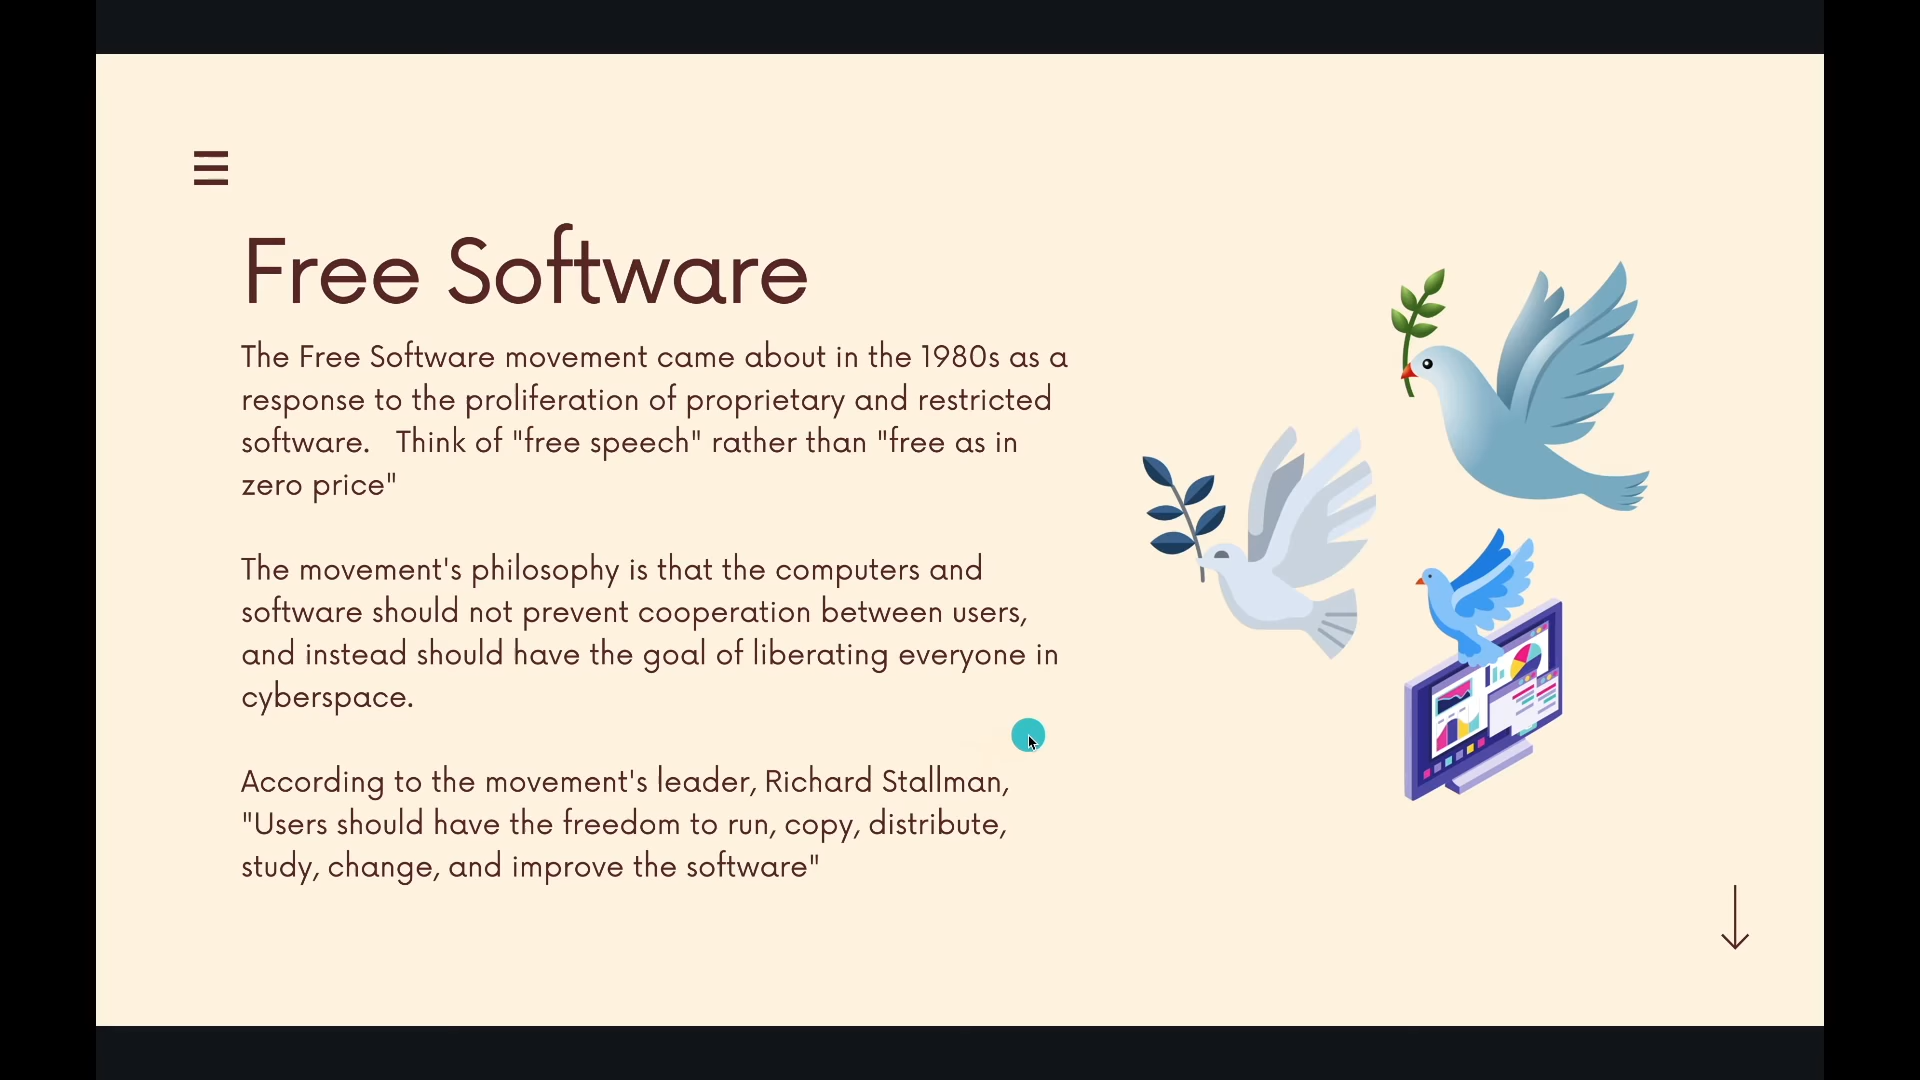 Free Software
The Free Software movement came about in the 1980s as a
response to the proliferation of proprietary and restricted
software.   Think of "free speech" rather than "free as in
zero price"
The movement's philosophy is that the computers and
software should not prevent cooperation between users,
and instead should have the goal of liberating everyone in
cyberspace.
According to the movement's leader, Richard Stallman,
"Users should have the freedom to run, copy, distribute,
study, change, and improve the software"